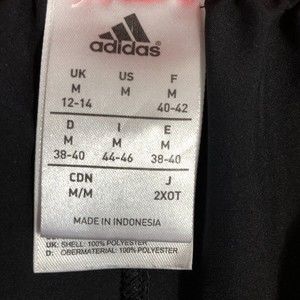 adidas
UK US F
M M M
12-14 40-42
D I E
M M M
38-40 44-46 38-40
CDN J
M/M 2XOT
MADE IN INDONESIA
UK: SHELL: 100% POLYESTER
D: OBERMATERIAL: 100% POLYESTER